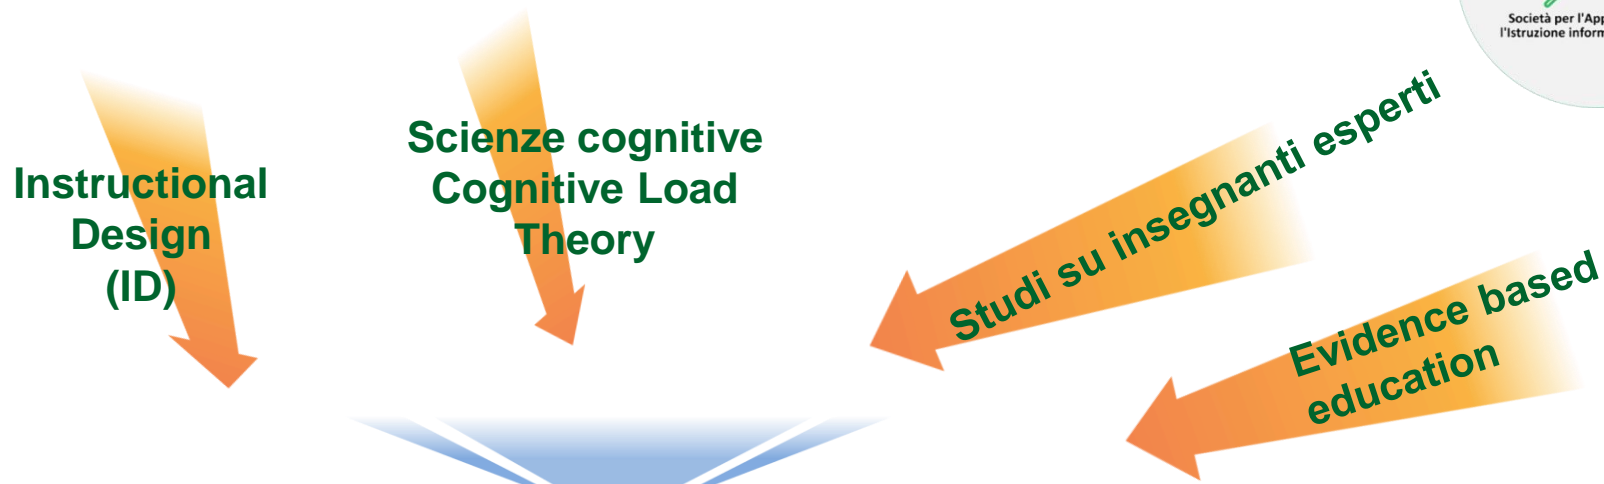 Società per l'App
l'Istruzione inform
Instructional
Design
(ID)
Scienze cognitive
Cognitive Load
Theory
Studi su insegnanti esperti
Evidence based
education